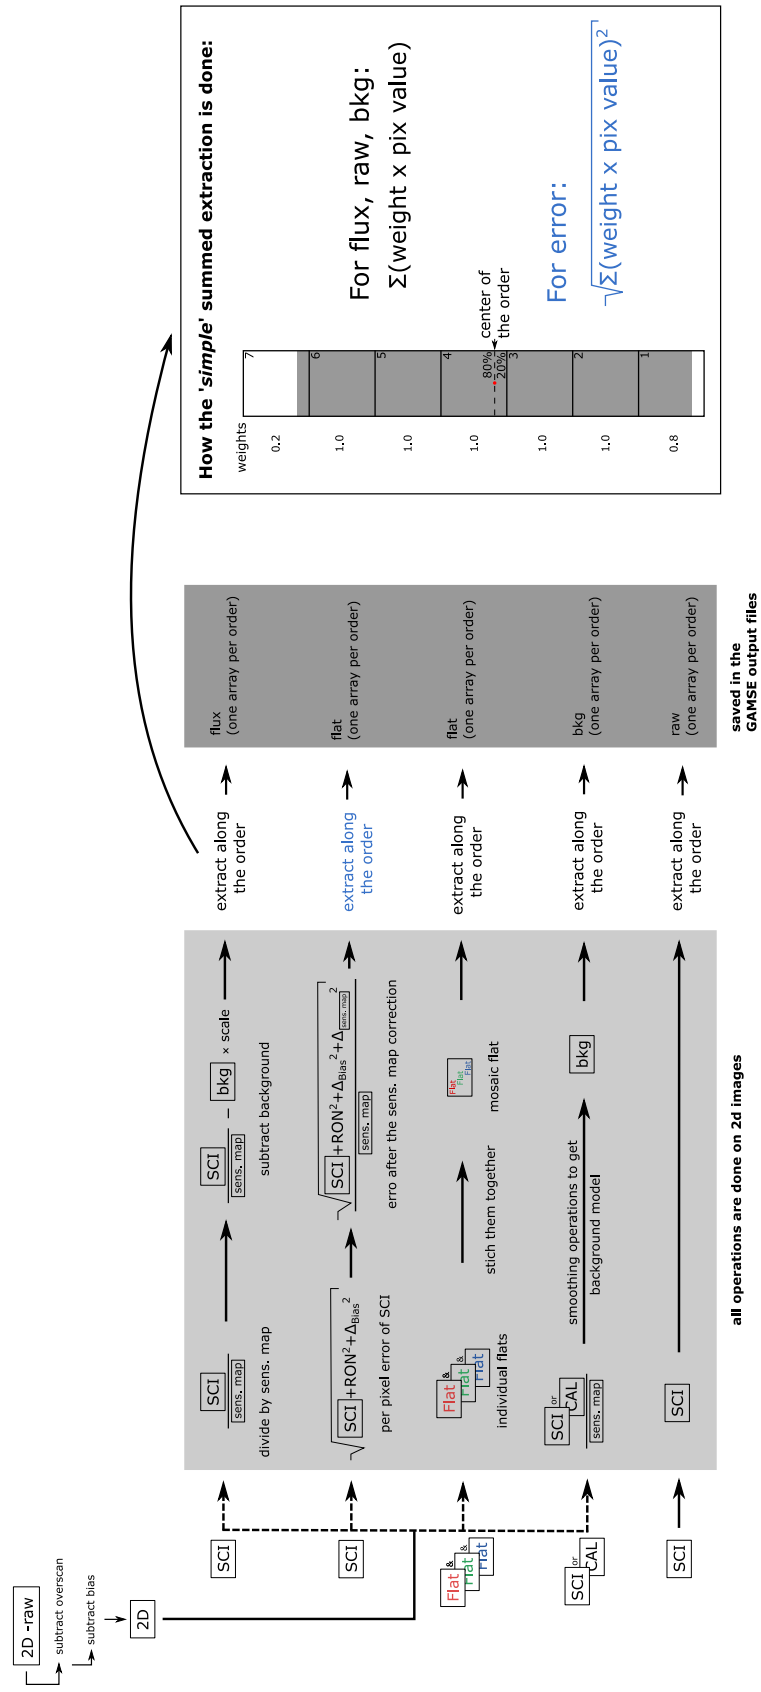 2D -raw
subtract overscan
subtract bias
2D
SCI
SCI
Flat
&
Flat
&
Flat
SCI
or
CAL
SCI
SCI
sens. map
divide by sens. map
SCI
sens. map
− bkg × scale
subtract background
√SCI+RON²+Δ_Bias²
per pixel error of SCI
√SCI+RON²+Δ_Bias²+Δ_sens. map²
sens. map
erro after the sens. map correction
Flat
&
Flat
&
Flat
individual flats
stich them together
Flat
Flat
Flat
mosaic flat
SCI
or
CAL
sens. map
smoothing operations to get
background model
bkg
SCI
all operations are done on 2d images
extract along
the order
extract along
the order
extract along
the order
extract along
the order
extract along
the order
flux
(one array per order)
flat
(one array per order)
flat
(one array per order)
bkg
(one array per order)
raw
(one array per order)
saved in the
GAMSE output files
How the 'simple' summed extraction is done:
weights
0.2
1.0
1.0
1.0
1.0
1.0
0.8
7
6
5
4
3
2
1
80%
20%
center of
the order
For flux, raw, bkg:
Σ(weight x pix value)
For error:
√Σ(weight x pix value)²